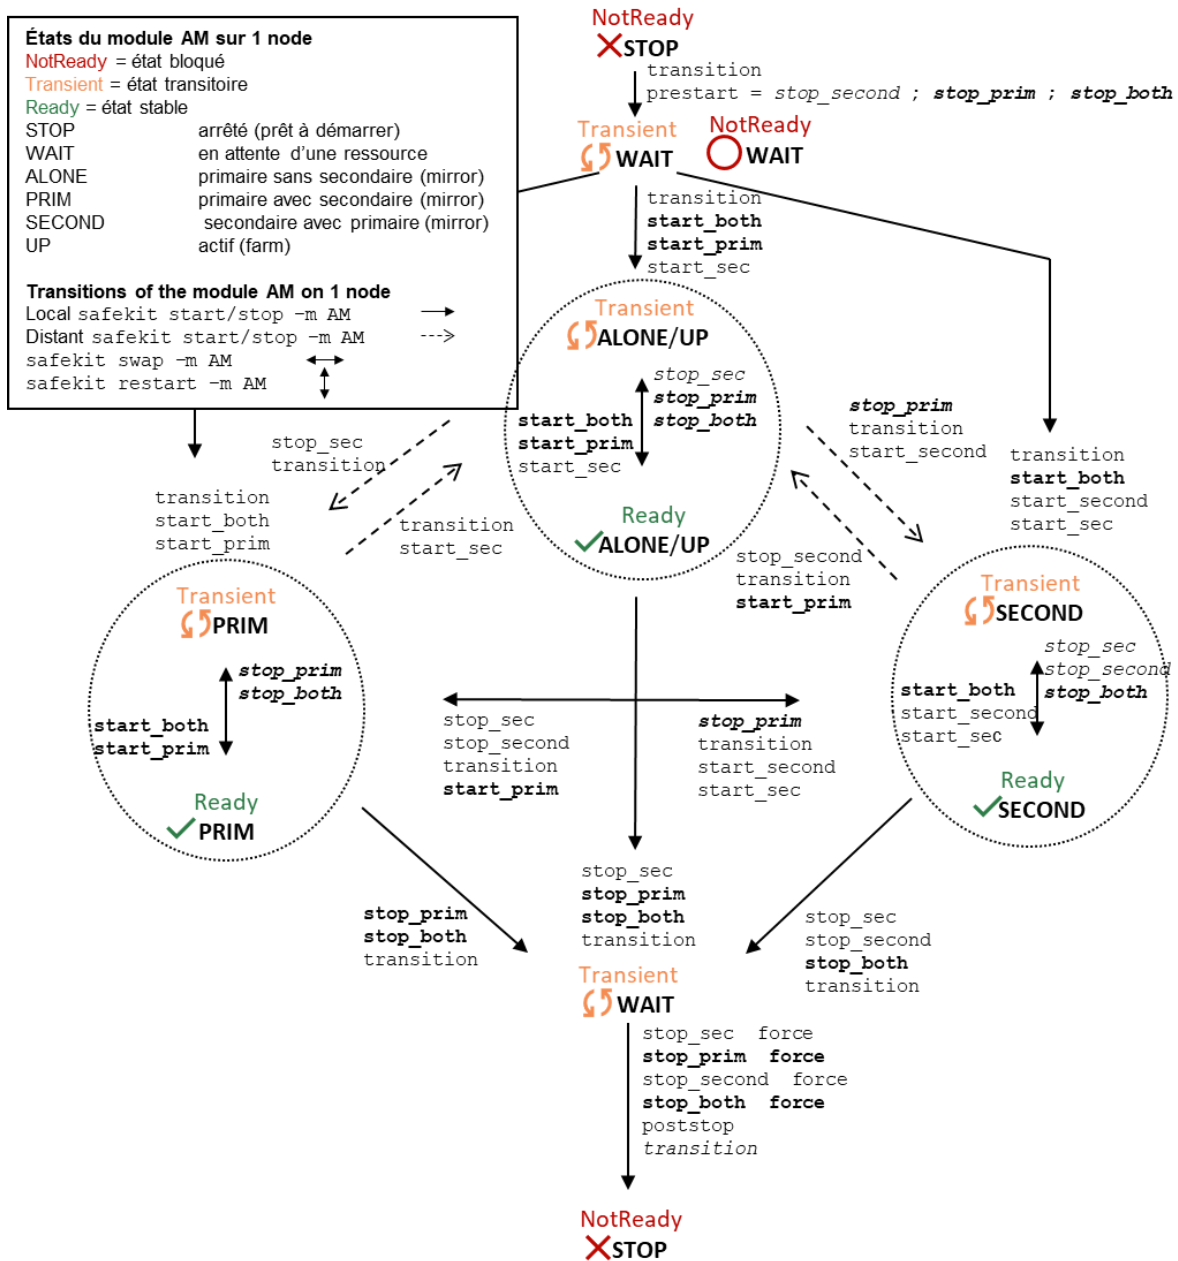 NotReady
STOP
transition
prestart = stop_second ; stop_prim ; stop_both
États du module AM sur 1 node
NotReady = état bloqué
Transient = état transitoire
Ready = état stable
STOP arrêté (prêt à démarrer)
WAIT en attente d'une ressource
ALONE primaire sans secondaire (mirror)
PRIM primaire avec secondaire (mirror)
SECOND secondaire avec primaire (mirror)
UP actif (farm)
Transitions of the module AM on 1 node
Local safekit start/stop -m AM
Distant safekit start/stop -m AM
safekit swap -m AM
safekit restart -m AM
Transient
WAIT
NotReady
WAIT
transition
start_both
start_prim
start_sec
Transient
ALONE/UP
stop_sec
stop_prim
stop_both
start_both
start_prim
start_sec
Ready
ALONE/UP
stop_sec
transition
transition
start_sec
stop_prim
transition
start_second
stop_second
transition
start_prim
transition
start_both
start_prim
transition
start_both
start_second
start_sec
Transient
PRIM
stop_prim
stop_both
start_both
start_prim
Ready
PRIM
Transient
SECOND
stop_sec
stop_second
stop_both
start_both
start_second
start_sec
Ready
SECOND
stop_sec
stop_second
transition
start_prim
stop_prim
transition
start_second
start_sec
stop_prim
stop_both
transition
stop_sec
stop_prim
stop_both
transition
stop_sec
stop_second
stop_both
transition
Transient
WAIT
stop_sec force
stop_prim force
stop_second force
stop_both force
poststop
transition
NotReady
STOP